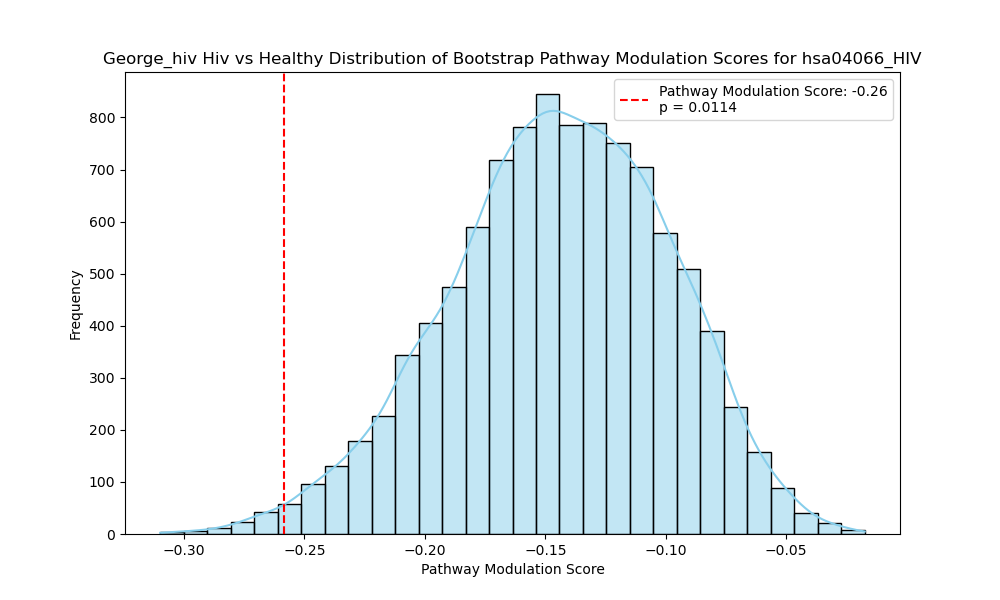 George_hiv Hiv vs Healthy Distribution of Bootstrap Pathway Modulation Scores for hsa04066_HIV
Pathway Modulation Score: -0.26
p = 0.0114
Frequency
800
700
600
500
400
300
200
100
0
−0.30 −0.25 −0.20 −0.15 −0.10 −0.05
Pathway Modulation Score